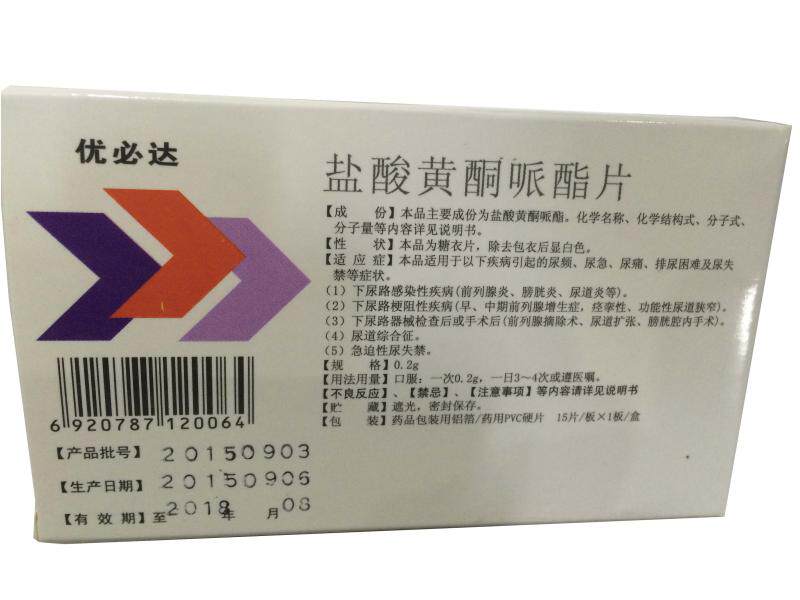 优必达
盐酸黄酮哌酯片
【成 份】本品主要成份为盐酸黄酮哌酯。化学名称、化学结构式、分子式、
分子量等内容详见说明书。
【性 状】本品为糖衣片，除去包衣后显白色。
【适应症】本品适用于以下疾病引起的尿频、尿急、尿痛、排尿困难及尿失
禁等症状。
(1) 下尿路感染性疾病(前列腺炎、膀胱炎、尿道炎等)。
(2) 下尿路梗阻性疾病(早、中期前列腺增生症，痉挛性、功能性尿道狭窄)。
(3) 下尿路器械检查后或手术后(前列腺摘除术、尿道扩张、膀胱腔内手术)。
(4) 尿道综合征。
(5) 急迫性尿失禁。
【规 格】0.2g
【用法用量】口服：一次0.2g，一日3～4次或遵医嘱。
【不良反应】、【禁忌】、【注意事项】等内容请详见说明书
【贮 藏】遮光，密封保存。
【包 装】药品包装用铝箔/药用PVC硬片 15片/板×1板/盒
6 920787 120064
【产品批号】 20150903
【生产日期】 20150906
【有 效 期】至2018年 月08